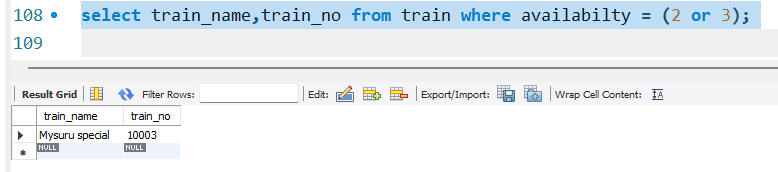 108 select train_name,train_no from train where availabilty = (2 or 3);
109
Result Grid Filter Rows: Edit: Export/Import: Wrap Cell Content:
train_name train_no
Mysuru special 10003
NULL NULL